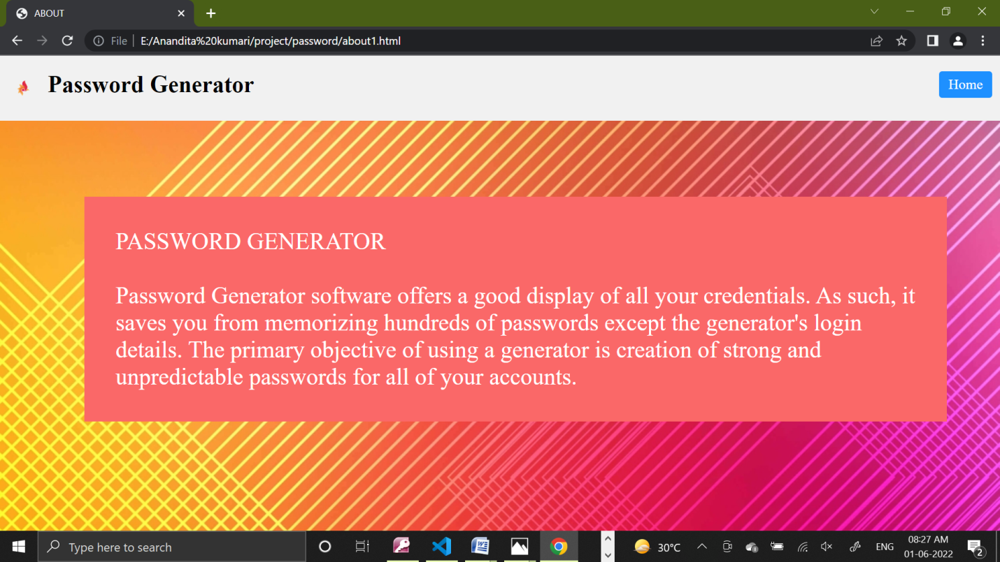 ABOUT
File
E:/Anandita%20kumari/project/password/about1.html
Password Generator
Home
PASSWORD GENERATOR
Password Generator software offers a good display of all your credentials. As such, it
saves you from memorizing hundreds of passwords except the generator's login
details. The primary objective of using a generator is creation of strong and
unpredictable passwords for all of your accounts.
Type here to search
30°C
ENG
08:27 AM
01-06-2022
2